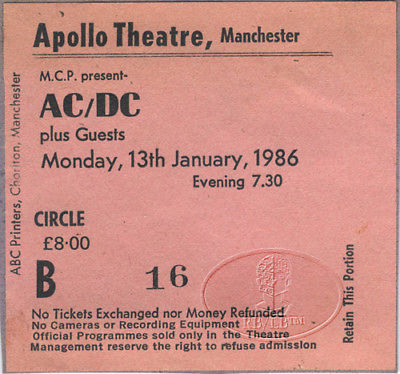 Apollo Theatre, Manchester
M.C.P. present-
AC/DC
plus Guests
Monday, 13th January, 1986
Evening 7.30
CIRCLE
£8·00
B 16
No Tickets Exchanged nor Money Refunded
No Cameras or Recording Equipment
Official Programmes sold only in the Theatre
Management reserve the right to refuse admission
ABC Printers, Chorlton, Manchester
Retain This Portion